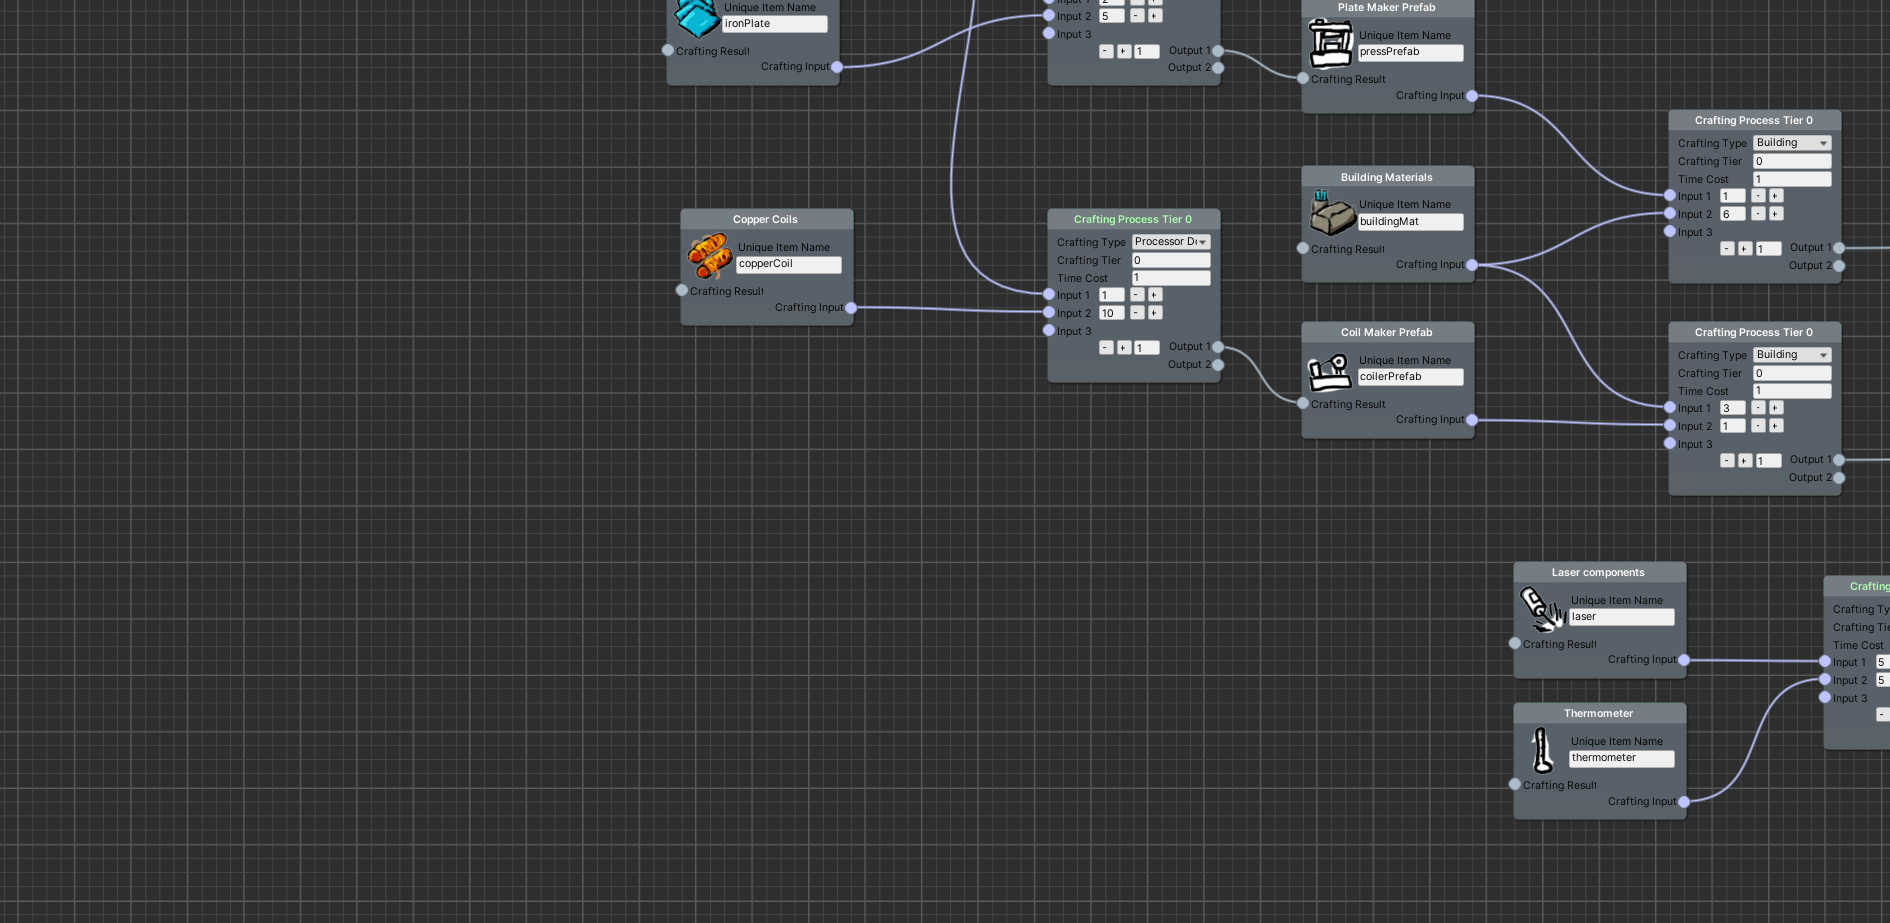 Unique Item Name
ironPlate
Crafting Result
Crafting Input
Input 2 5 - +
Input 3
- + 1 Output 1
Output 2
Plate Maker Prefab
Unique Item Name
pressPrefab
Crafting Result
Crafting Input
Crafting Process Tier 0
Crafting Type Building
Crafting Tier 0
Time Cost 1
Input 1 1 - +
Input 2 6 - +
Input 3
- + 1 Output 1
Output 2
Building Materials
Unique Item Name
buildingMat
Crafting Result
Crafting Input
Copper Coils
Unique Item Name
copperCoil
Crafting Result
Crafting Input
Crafting Process Tier 0
Crafting Type Processor
Crafting Tier 0
Time Cost 1
Input 1 1 - +
Input 2 10 - +
Input 3
- + 1 Output 1
Output 2
Coil Maker Prefab
Unique Item Name
coilerPrefab
Crafting Result
Crafting Input
Crafting Process Tier 0
Crafting Type Building
Crafting Tier 0
Time Cost 1
Input 1 3 - +
Input 2 1 - +
Input 3
- + 1 Output 1
Output 2
Laser components
Unique Item Name
laser
Crafting Result
Crafting Input
Crafting
Crafting Ty
Crafting Tie
Time Cost
Input 1 5
Input 2 5
Input 3
-
Thermometer
Unique Item Name
thermometer
Crafting Result
Crafting Input